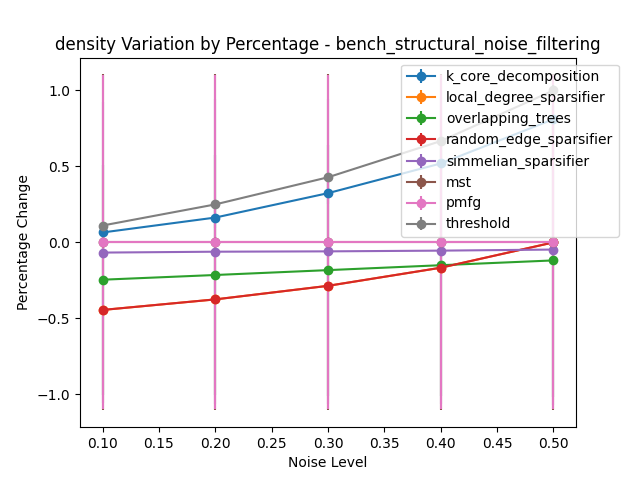 density Variation by Percentage - bench_structural_noise_filtering
Percentage Change
1.0
0.5
0.0
−0.5
−1.0
k_core_decomposition
local_degree_sparsifier
overlapping_trees
random_edge_sparsifier
simmelian_sparsifier
mst
pmfg
threshold
0.10 0.15 0.20 0.25 0.30 0.35 0.40 0.45 0.50
Noise Level